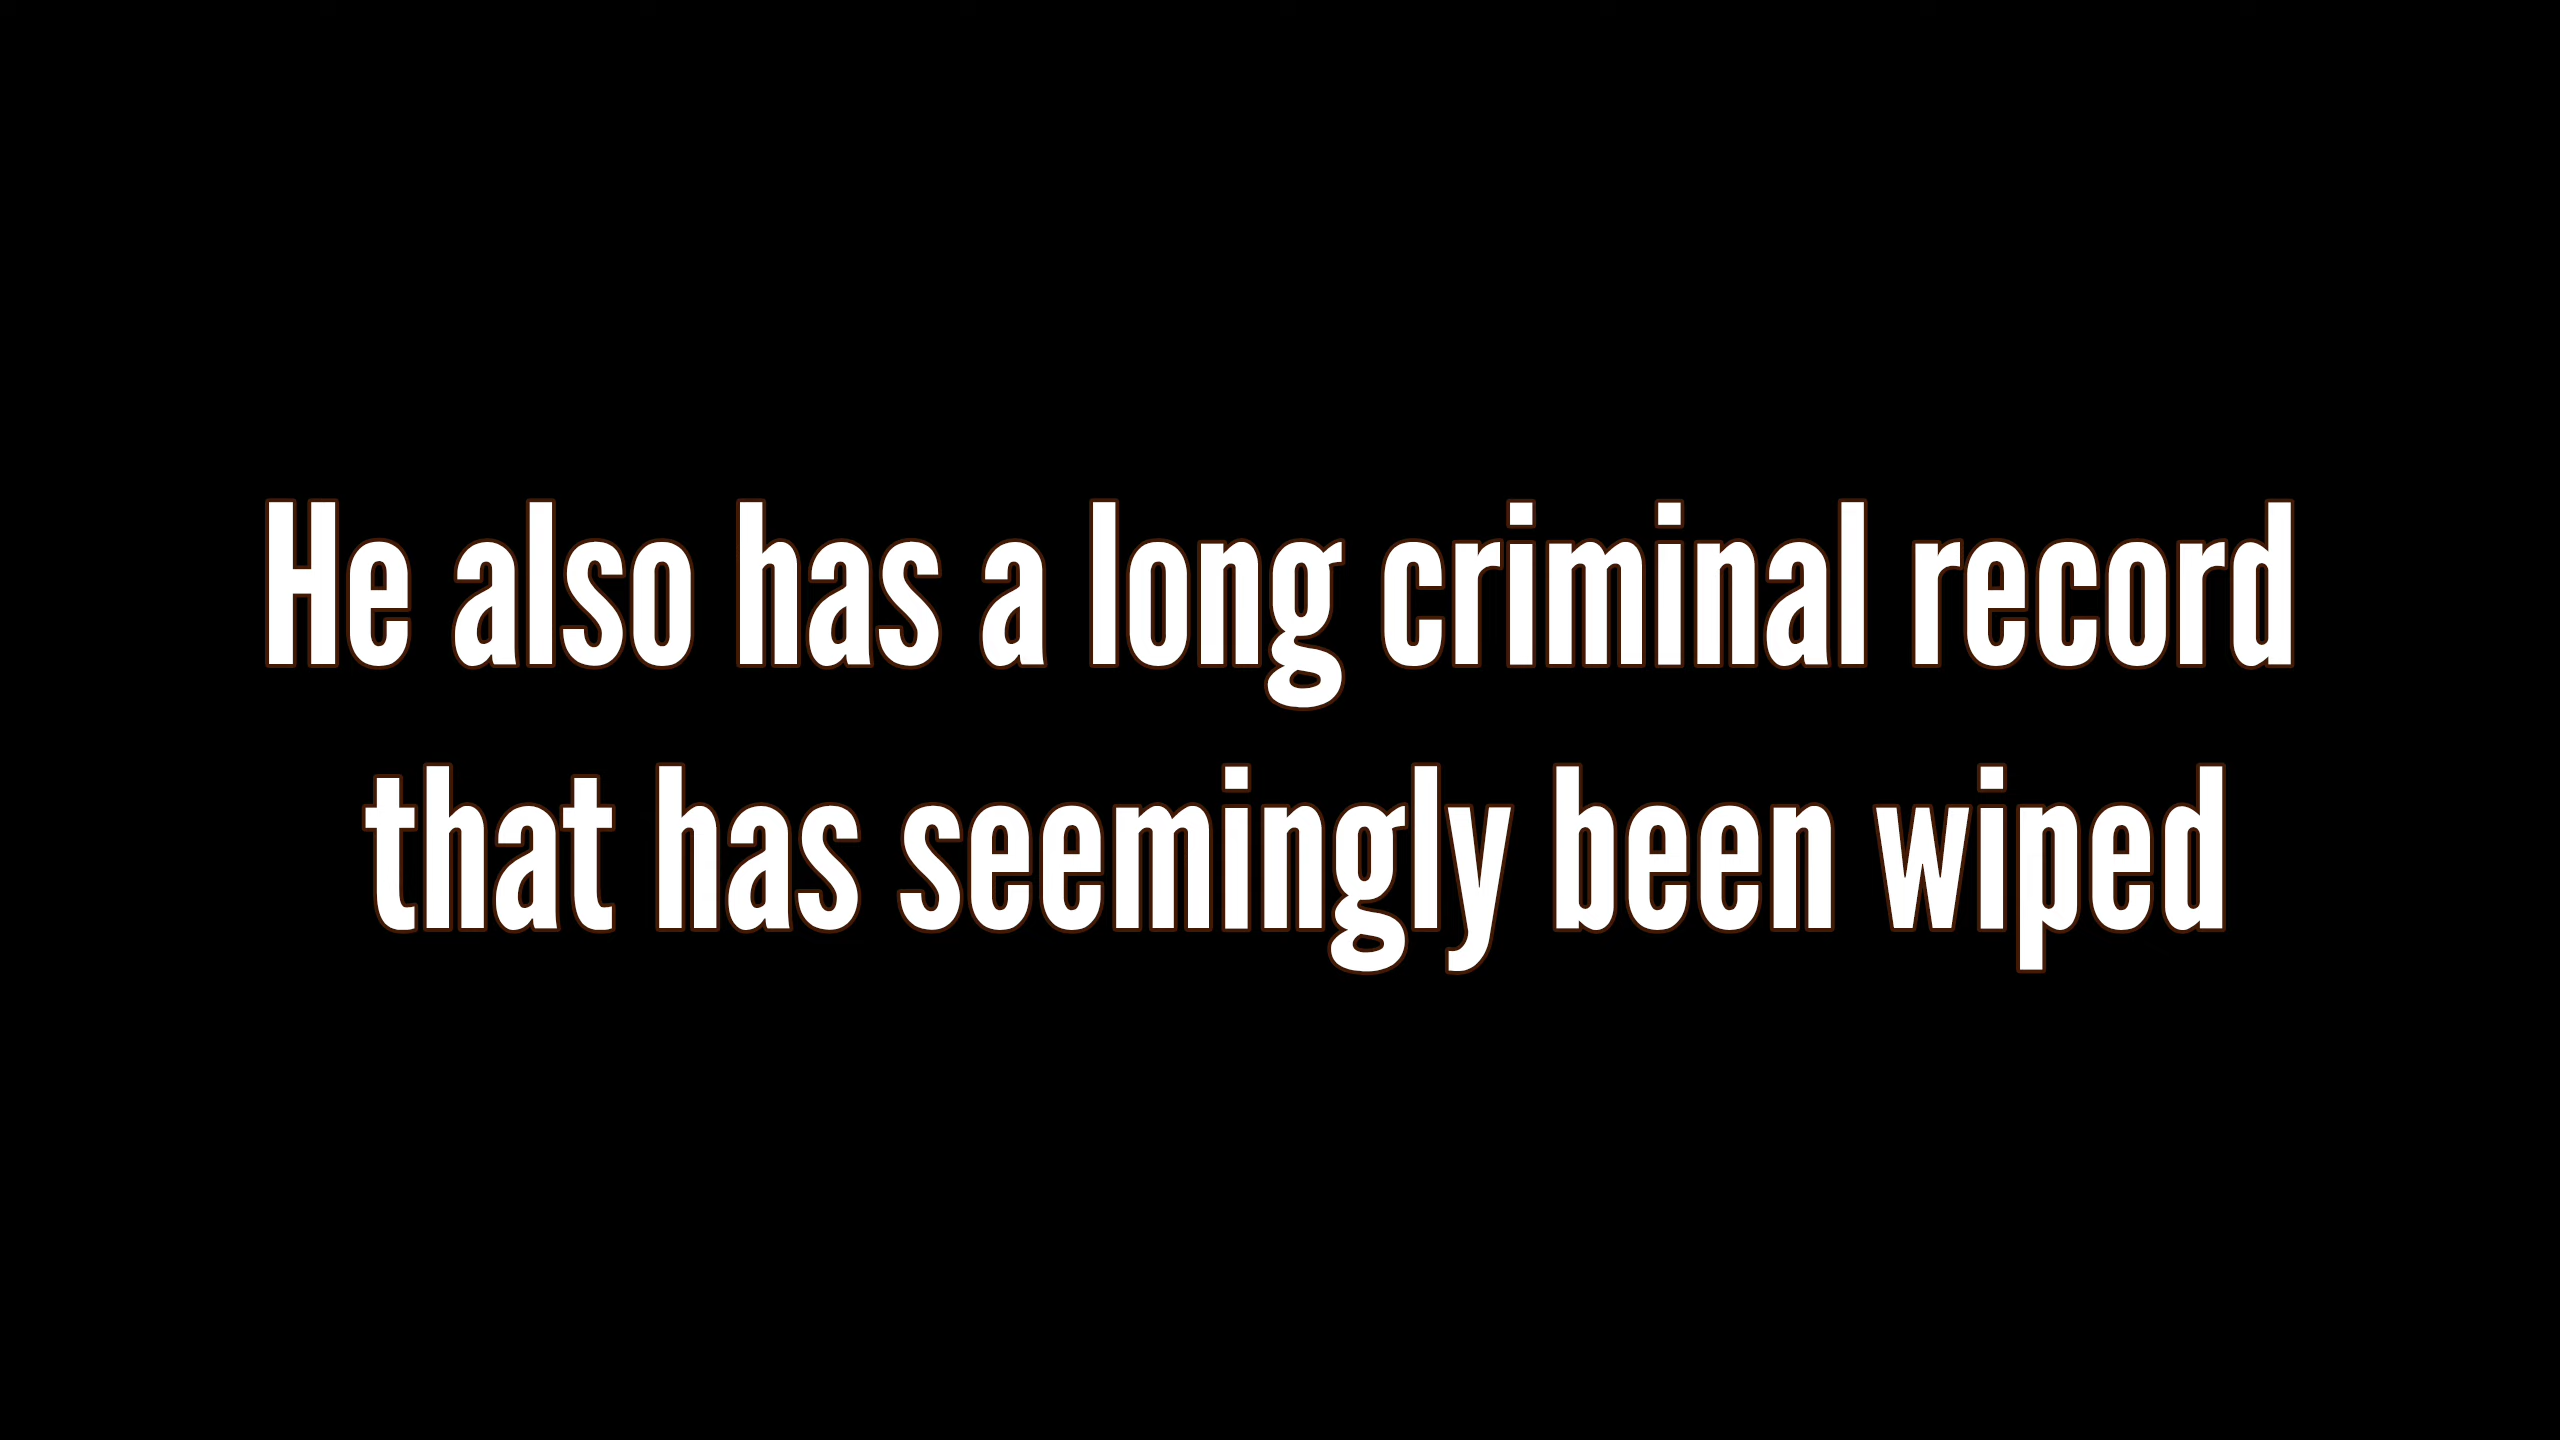 He also has a long criminal record
that has seemingly been wiped